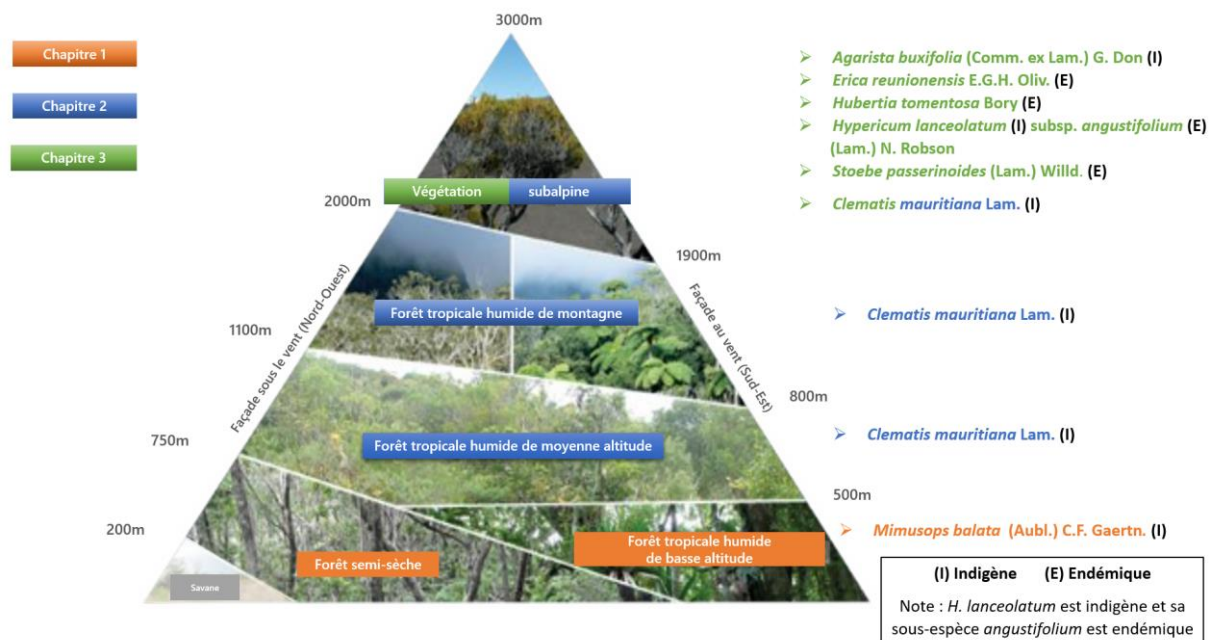 3000m
Chapitre 1
Chapitre 2
Chapitre 3
➢ Agarista buxifolia (Comm. ex Lam.) G. Don (I)
➢ Erica reunionensis E.G.H. Oliv. (E)
➢ Hubertia tomentosa Bory (E)
➢ Hypericum lanceolatum (I) subsp. angustifolium (E)
(Lam.) N. Robson
➢ Stoebe passerinoides (Lam.) Willd. (E)
➢ Clematis mauritiana Lam. (I)
Végétation subalpine
2000m
1900m
Façade sous le vent (Nord-Ouest)
Façade au vent (Sud-Est)
Forêt tropicale humide de montagne
➢ Clematis mauritiana Lam. (I)
1100m
800m
Forêt tropicale humide de moyenne altitude
➢ Clematis mauritiana Lam. (I)
750m
500m
200m
➢ Mimusops balata (Aubl.) C.F. Gaertn. (I)
Forêt tropicale humide
de basse altitude
Forêt semi-sèche
Savane
(I) Indigène (E) Endémique
Note : H. lanceolatum est indigène et sa
sous-espèce angustifolium est endémique